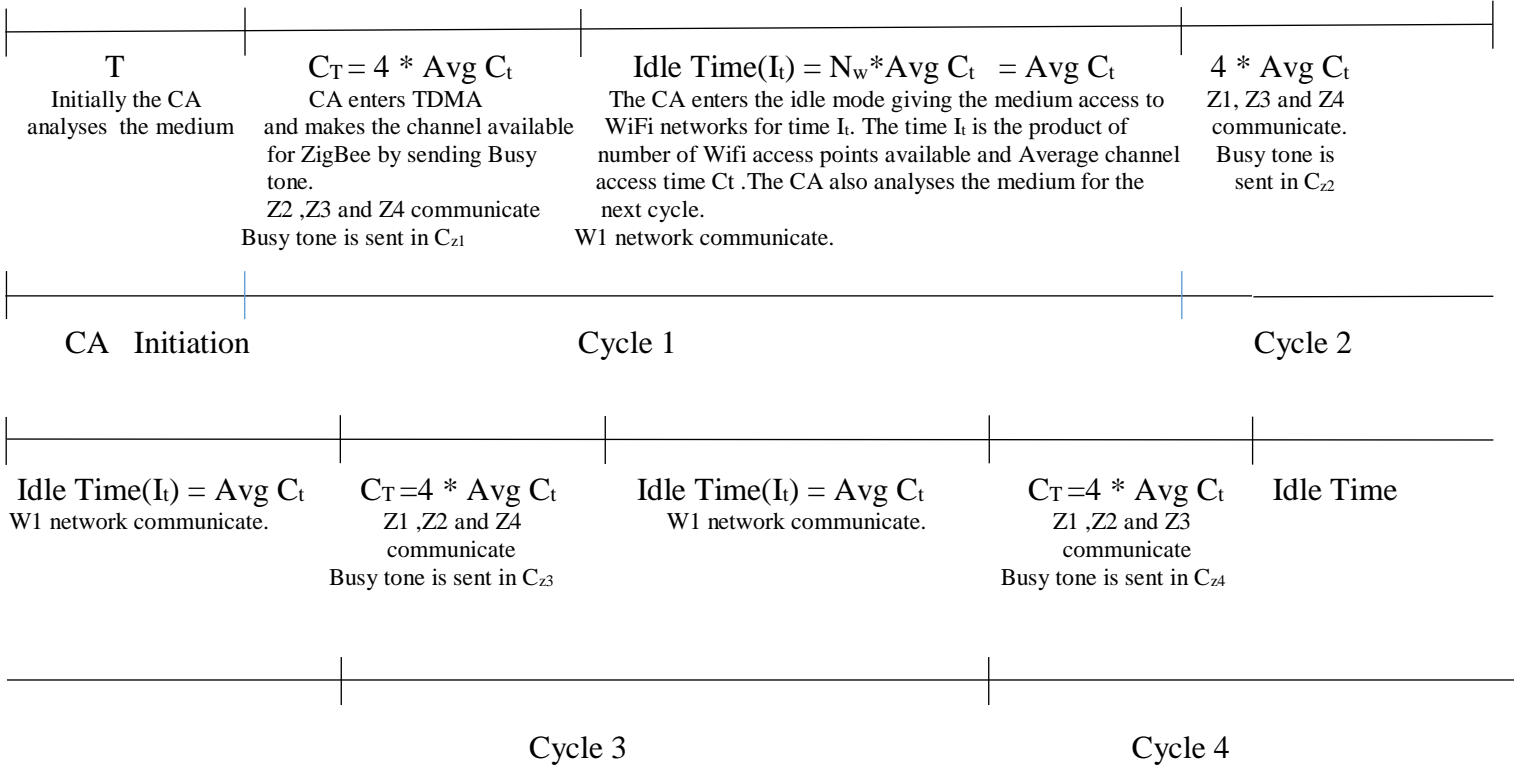 T
Initially the CA
analyses the medium
C_T = 4 * Avg C_t
CA enters TDMA
and makes the channel available
for ZigBee by sending Busy
tone.
Z2 ,Z3 and Z4 communicate
Busy tone is sent in C_z1
Idle Time(I_t) = N_w*Avg C_t = Avg C_t
The CA enters the idle mode giving the medium access to
WiFi networks for time I_t. The time I_t is the product of
number of Wifi access points available and Average channel
access time Ct .The CA also analyses the medium for the
next cycle.
W1 network communicate.
4 * Avg C_t
Z1, Z3 and Z4
communicate.
Busy tone is
sent in C_z2
CA Initiation
Cycle 1
Cycle 2
Idle Time(I_t) = Avg C_t
W1 network communicate.
C_T =4 * Avg C_t
Z1 ,Z2 and Z4
communicate
Busy tone is sent in C_z3
Idle Time(I_t) = Avg C_t
W1 network communicate.
C_T =4 * Avg C_t
Z1 ,Z2 and Z3
communicate
Busy tone is sent in C_z4
Idle Time
Cycle 3
Cycle 4